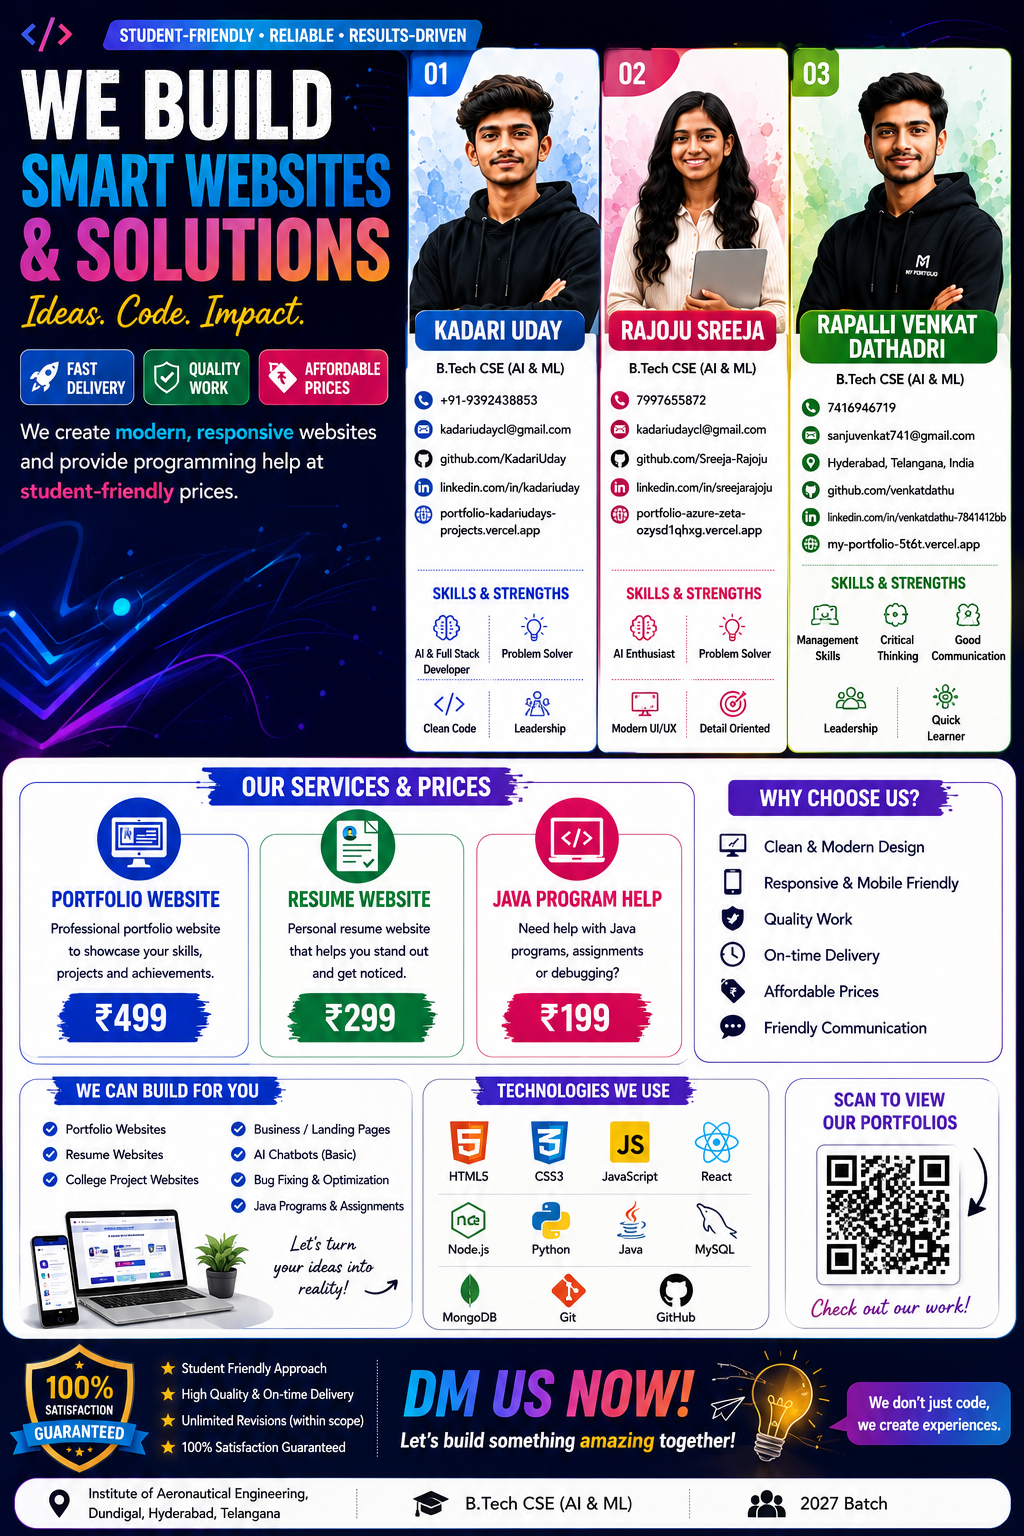 </>
STUDENT-FRIENDLY • RELIABLE • RESULTS-DRIVEN
WE BUILD
SMART WEBSITES
& SOLUTIONS
Ideas. Code. Impact.
FAST
DELIVERY
QUALITY
WORK
AFFORDABLE
PRICES
We create modern, responsive websites
and provide programming help at
student-friendly prices.
01
KADARI UDAY
B.Tech CSE (AI & ML)
+91-9392438853
kadariudaycl@gmail.com
github.com/KadariUday
linkedin.com/in/kadariuday
portfolio-kadariudays-
projects.vercel.app
SKILLS & STRENGTHS
AI & Full Stack
Developer
Problem Solver
Clean Code
Leadership
02
RAJOJU SREEJA
B.Tech CSE (AI & ML)
7997655872
kadariudaycl@gmail.com
github.com/Sreeja-Rajoju
linkedin.com/in/sreejarajoju
portfolio-azure-zeta-
ozysd1qhxg.vercel.app
SKILLS & STRENGTHS
AI Enthusiast
Problem Solver
Modern UI/UX
Detail Oriented
03
M
MY PORTFOLIO
RAPALLI VENKAT
DATHADRI
B.Tech CSE (AI & ML)
7416946719
sanjuvenkat741@gmail.com
Hyderabad, Telangana, India
github.com/venkatdathu
linkedin.com/in/venkatdathu-7841412bb
my-portfolio-5t6t.vercel.app
SKILLS & STRENGTHS
Management
Skills
Critical
Thinking
Good
Communication
Leadership
Quick
Learner
OUR SERVICES & PRICES
PORTFOLIO WEBSITE
Professional portfolio website
to showcase your skills,
projects and achievements.
₹499
RESUME WEBSITE
Personal resume website
that helps you stand out
and get noticed.
₹299
</>
JAVA PROGRAM HELP
Need help with Java
programs, assignments
or debugging?
₹199
WHY CHOOSE US?
Clean & Modern Design
Responsive & Mobile Friendly
Quality Work
On-time Delivery
Affordable Prices
Friendly Communication
WE CAN BUILD FOR YOU
Portfolio Websites
Resume Websites
College Project Websites
Business / Landing Pages
AI Chatbots (Basic)
Bug Fixing & Optimization
Java Programs & Assignments
Let's turn
your ideas into
reality!
TECHNOLOGIES WE USE
HTML5
CSS3
JS
JavaScript
React
Node.js
Python
Java
MySQL
MongoDB
Git
GitHub
SCAN TO VIEW
OUR PORTFOLIOS
Check out our work!
100%
SATISFACTION
GUARANTEED
Student Friendly Approach
High Quality & On-time Delivery
Unlimited Revisions (within scope)
100% Satisfaction Guaranteed
DM US NOW!
Let's build something amazing together!
We don't just code,
we create experiences.
Institute of Aeronautical Engineering,
Dundigal, Hyderabad, Telangana
B.Tech CSE (AI & ML)
2027 Batch